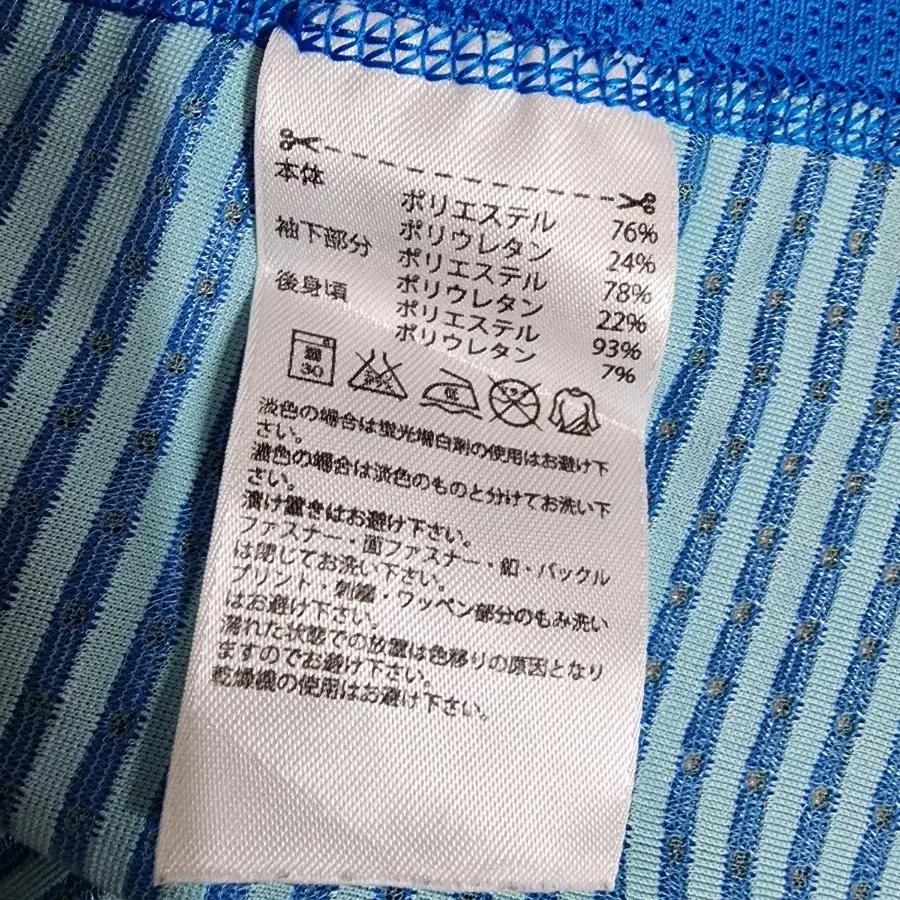 本体 ポリエステル 76%
ポリウレタン 24%
袖下部分 ポリエステル 78%
ポリウレタン 22%
後身頃 ポリエステル 93%
ポリウレタン 7%
弱 30 低
淡色の場合は蛍光増白剤の使用はお避け下
さい。
濃色の場合は淡色のものと分けてお洗い下
さい。
漬け置きはお避け下さい。
ファスナー・面ファスナー・釦・バックル
は閉じてお洗い下さい。
プリント・刺繍・ワッペン部分のもみ洗い
はお避け下さい。
濡れた状態での放置は色移りの原因となり
ますのでお避け下さい。
乾燥機の使用はお避け下さい。